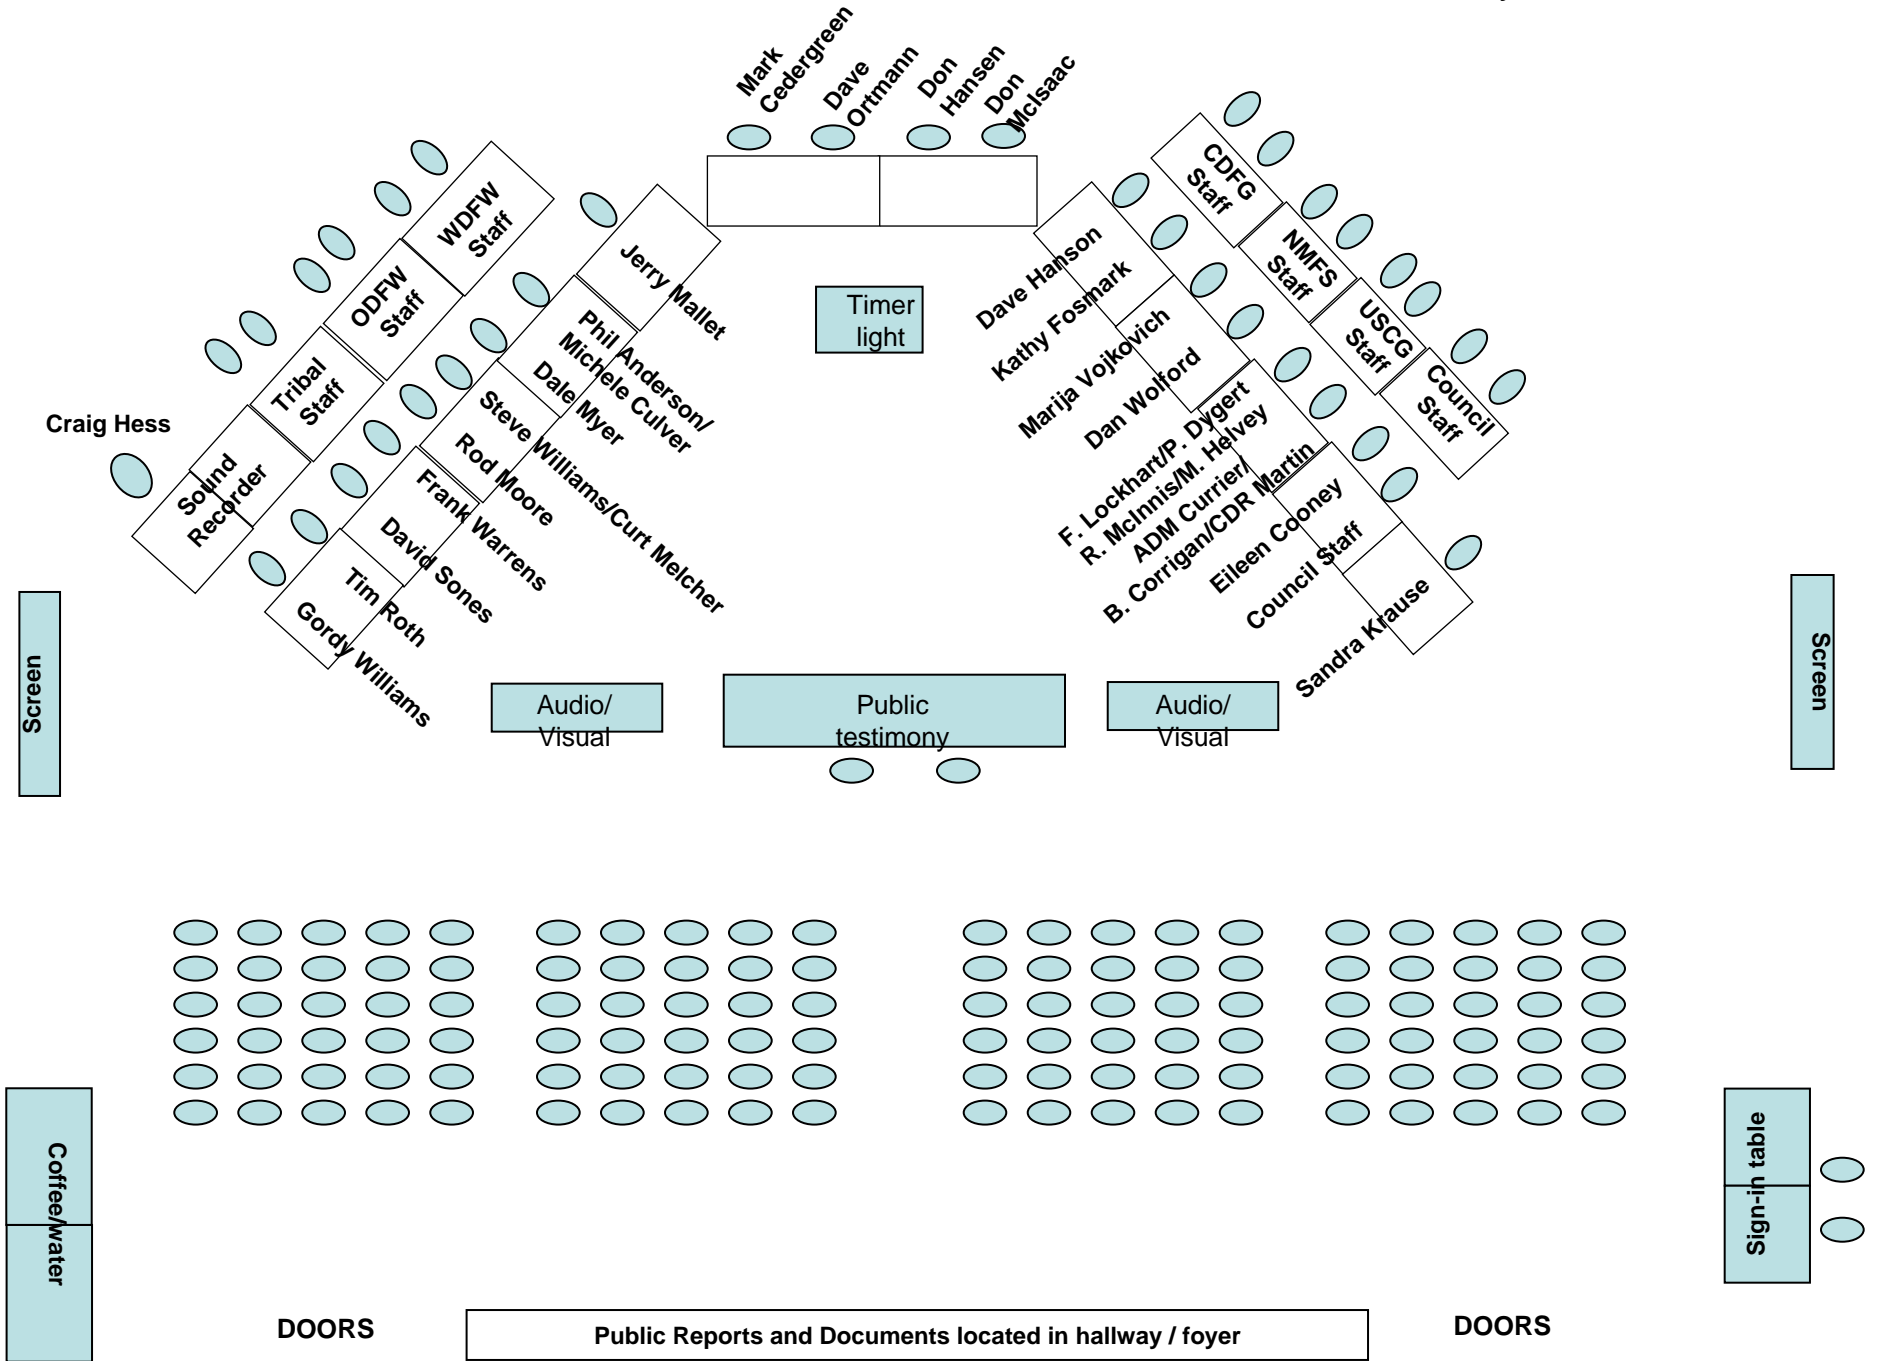 Mark
Cedergreen
Dave
Ortmann
Don
Hansen
Don
McIsaac
WDFW
Staff
ODFW
Staff
Tribal
Staff
Sound
Recorder
Craig Hess
Jerry Mallet
Phil Anderson/
Michele Culver
Dale Myer
Steve Williams/Curt Melcher
Rod Moore
Frank Warrens
David Sones
Tim Roth
Gordy Williams
Timer
light
Dave Hanson
Kathy Fosmark
Marija Vojkovich
Dan Wolford
F. Lockhart/P. Dygert
R. McInnis/M. Helvey
ADM Currier/
B. Corrigan/CDR Martin
Eileen Cooney
Council Staff
Sandra Krause
CDFG
Staff
NMFS
Staff
USCG
Staff
Council
Staff
Screen
Audio/
Visual
Public
testimony
Audio/
Visual
Screen
Coffee/water
Sign-in table
DOORS
Public Reports and Documents located in hallway / foyer
DOORS